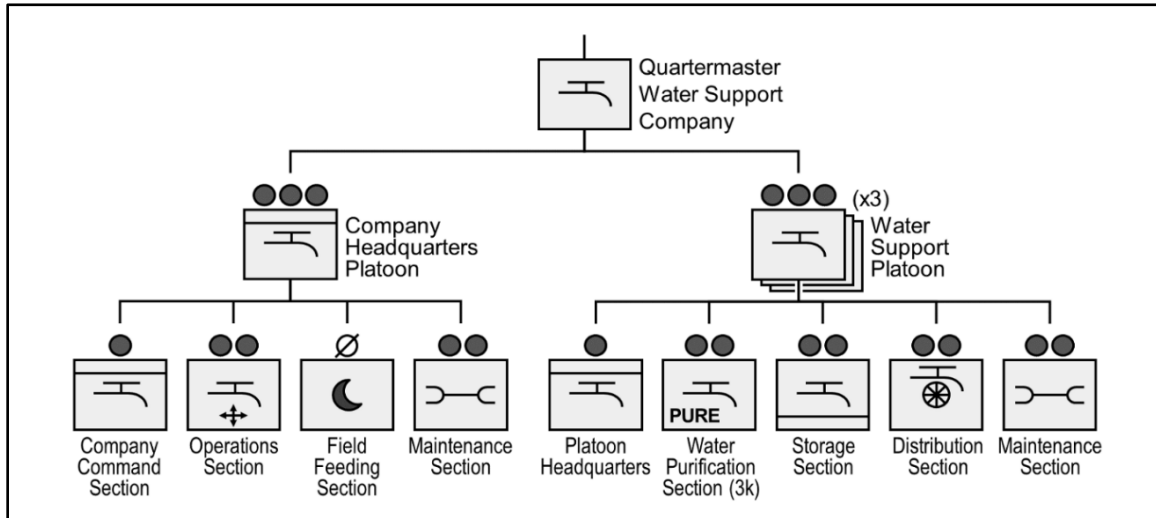 Quartermaster
Water Support
Company
Company
Headquarters
Platoon
(x3)
Water
Support
Platoon
Company
Command
Section
Operations
Section
Field
Feeding
Section
Maintenance
Section
Platoon
Headquarters
PURE
Water
Purification
Section (3k)
Storage
Section
Distribution
Section
Maintenance
Section